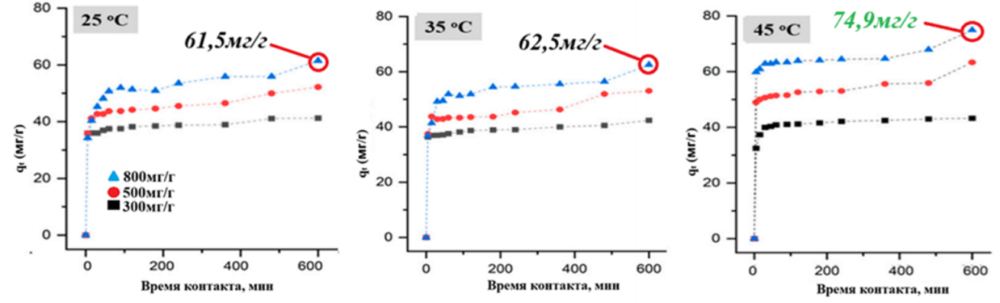 80
60
40
20
0
qₜ (мг/г)
25 °C
61,5мг/г
800мг/г
500мг/г
300мг/г
0
200
400
600
Время контакта, мин
80
60
40
20
0
qₜ (мг/г)
35 °C
62,5мг/г
0
200
400
600
Время контакта, мин
80
60
40
20
0
qₜ (мг/г)
45 °C
74,9мг/г
0
200
400
600
Время контакта, мин